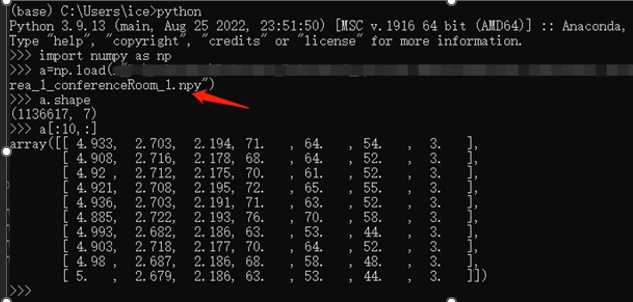 (base) C:\Users\ice>python
Python 3.9.13 (main, Aug 25 2022, 23:51:50) [MSC v.1916 64 bit (AMD64)] :: Anaconda,
Type "help", "copyright", "credits" or "license" for more information.
>>> import numpy as np
>>> a=np.load(
rea_1_conferenceRoom_1.npy")
>>> a.shape
(1136617, 7)
>>> a[:10,:]
array([[ 4.933, 2.703, 2.194, 71. , 64. , 54. , 3. ],
[ 4.908, 2.716, 2.178, 68. , 64. , 52. , 3. ],
[ 4.92 , 2.712, 2.175, 70. , 61. , 52. , 3. ],
[ 4.921, 2.708, 2.195, 72. , 65. , 55. , 3. ],
[ 4.936, 2.703, 2.191, 71. , 63. , 52. , 3. ],
[ 4.885, 2.722, 2.193, 76. , 70. , 58. , 3. ],
[ 4.993, 2.682, 2.186, 63. , 53. , 44. , 3. ],
[ 4.903, 2.718, 2.177, 70. , 64. , 52. , 3. ],
[ 4.98 , 2.687, 2.186, 68. , 58. , 48. , 3. ],
[ 5. , 2.679, 2.186, 63. , 53. , 44. , 3. ]])
>>>